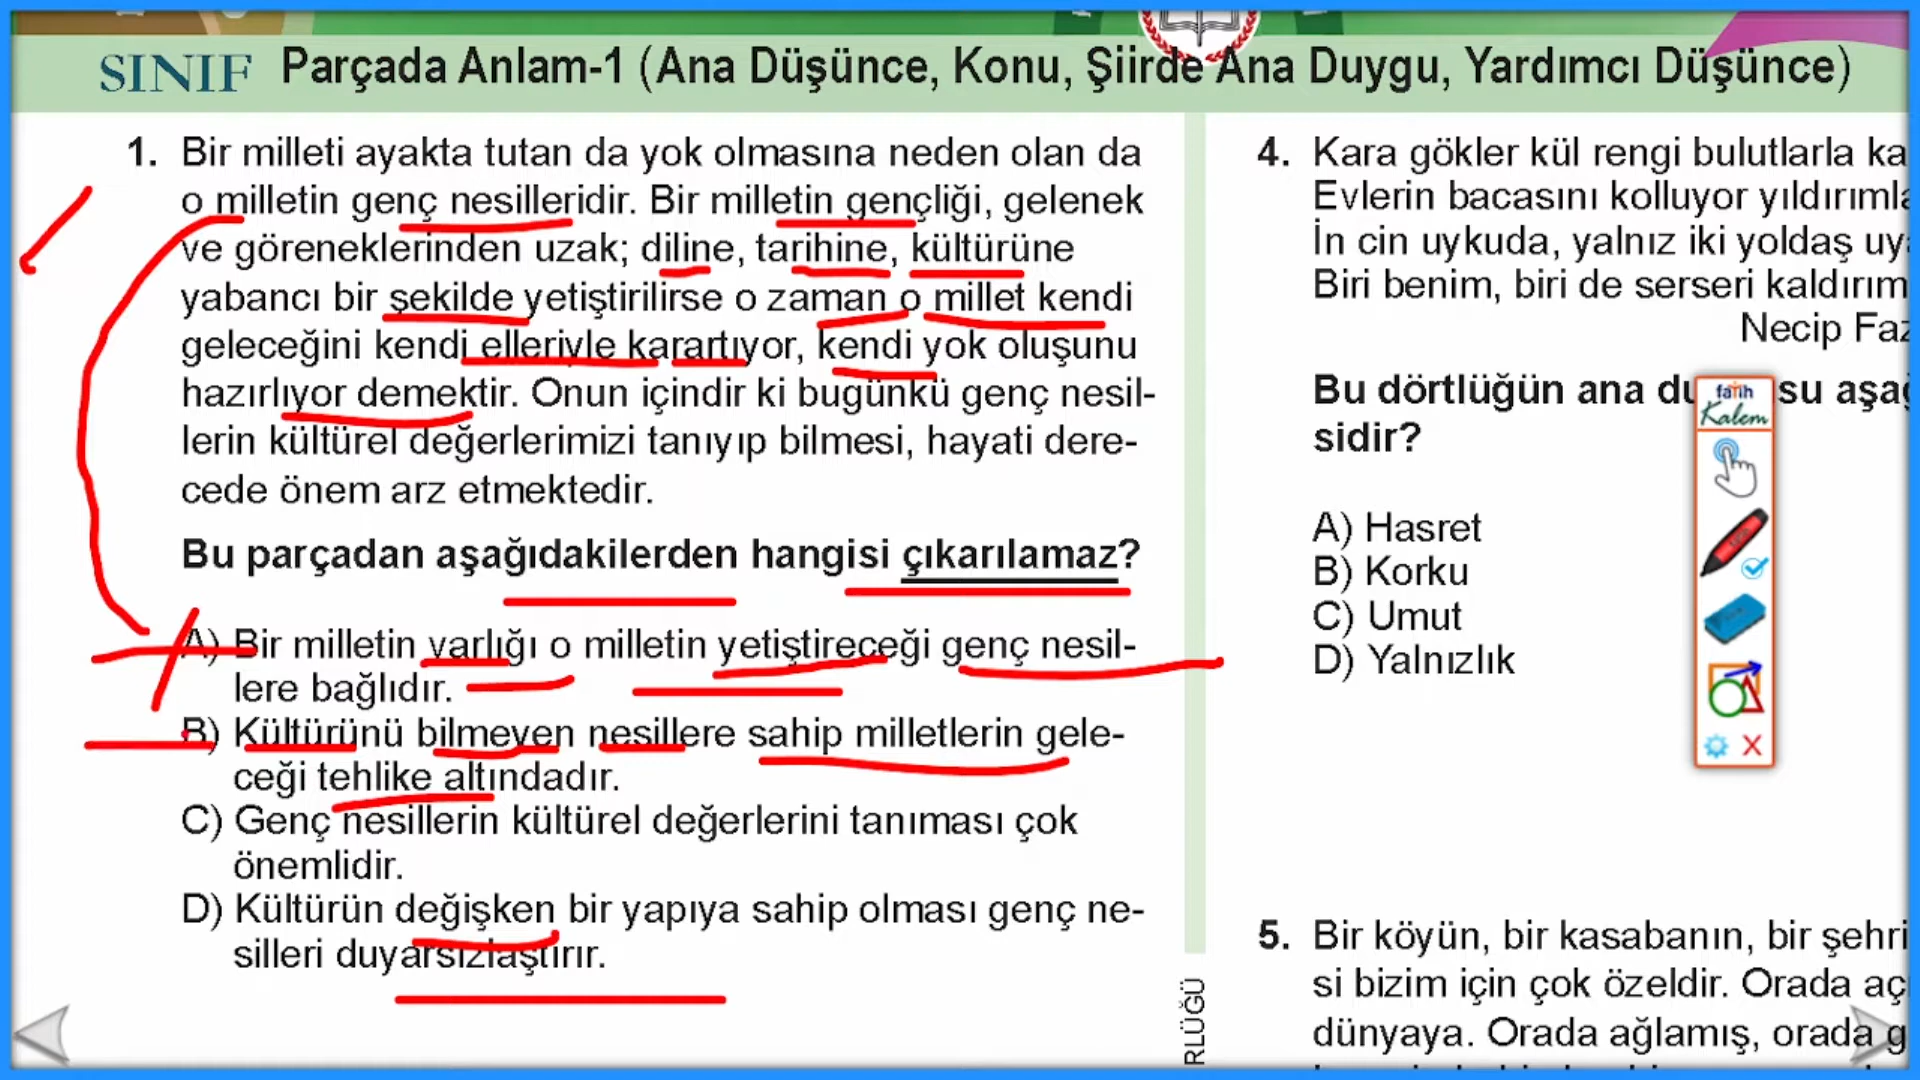 SINIF Parçada Anlam-1 (Ana Düşünce, Konu, Şiirde Ana Duygu, Yardımcı Düşünce)
1. Bir milleti ayakta tutan da yok olmasına neden olan da
o milletin genç nesilleridir. Bir milletin gençliği, gelenek
ve göreneklerinden uzak; diline, tarihine, kültürüne
yabancı bir şekilde yetiştirilirse o zaman o millet kendi
geleceğini kendi elleriyle karartıyor, kendi yok oluşunu
hazırlıyor demektir. Onun içindir ki bugünkü genç nesil-
lerin kültürel değerlerimizi tanıyıp bilmesi, hayati dere-
cede önem arz etmektedir.
Bu parçadan aşağıdakilerden hangisi çıkarılamaz?
A) Bir milletin varlığı o milletin yetiştireceği genç nesil-
lere bağlıdır.
B) Kültürünü bilmeyen nesillere sahip milletlerin gele-
ceği tehlike altındadır.
C) Genç nesillerin kültürel değerlerini tanıması çok
önemlidir.
D) Kültürün değişken bir yapıya sahip olması genç ne-
silleri duyarsızlaştırır.
RLÜĞÜ
4. Kara gökler kül rengi bulutlarla ka
Evlerin bacasını kolluyor yıldırımla
İn cin uykuda, yalnız iki yoldaş uy
Biri benim, biri de serseri kaldırım
Necip Faz
Bu dörtlüğün ana du su aşağ
sidir?
A) Hasret
B) Korku
C) Umut
D) Yalnızlık
fatih
Kalem
5. Bir köyün, bir kasabanın, bir şehri
si bizim için çok özeldir. Orada aç
dünyaya. Orada ağlamış, orada g